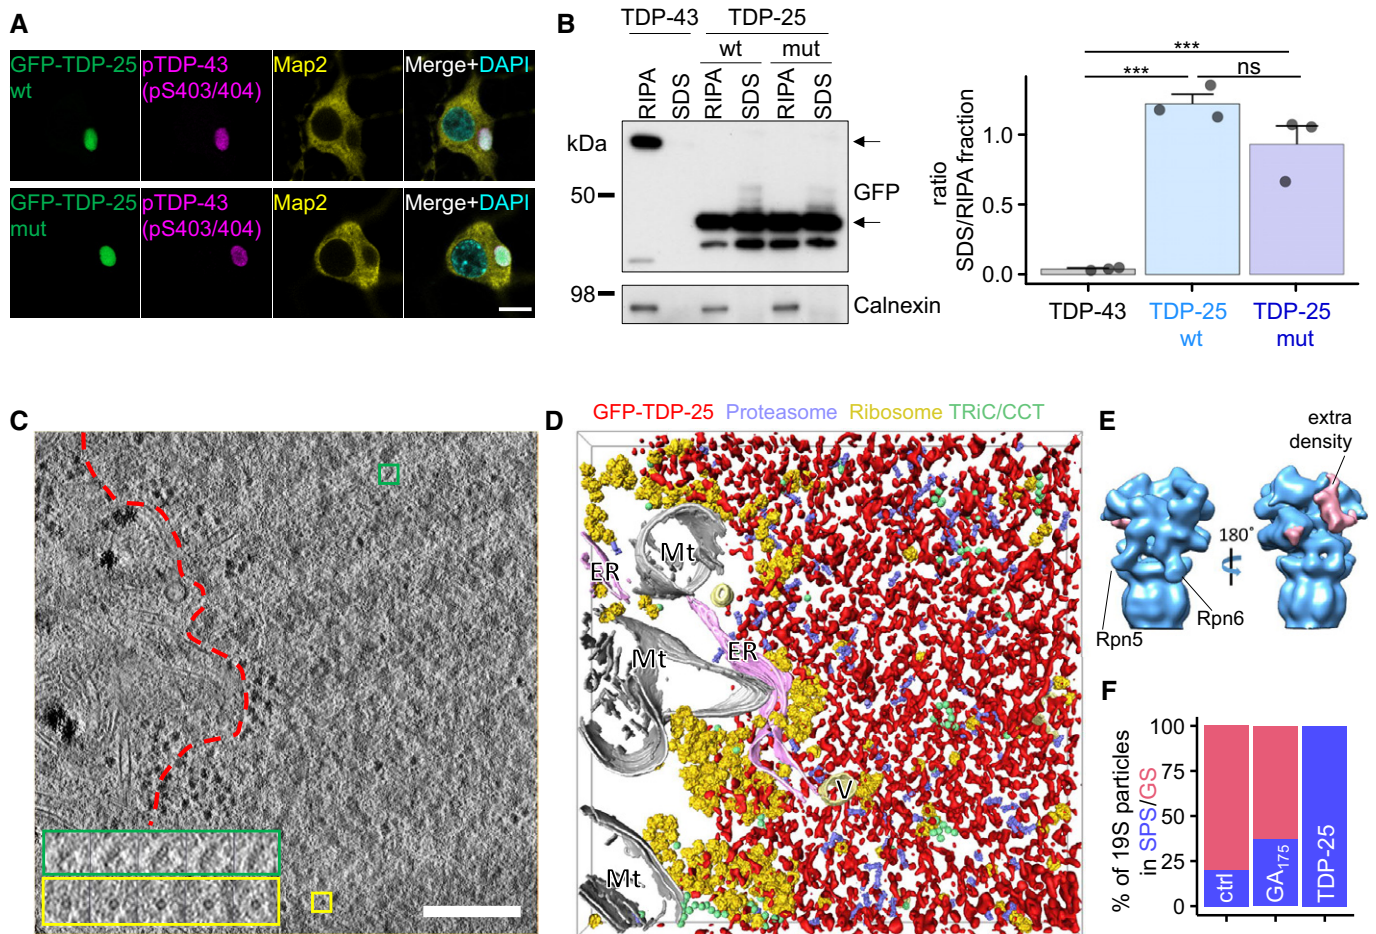 A
GFP-TDP-25 wt
pTDP-43 (pS403/404)
Map2
Merge+DAPI
GFP-TDP-25 mut
pTDP-43 (pS403/404)
Map2
Merge+DAPI
B
TDP-43
TDP-25
wt
mut
RIPA
SDS
RIPA
SDS
RIPA
SDS
kDa
50
98
GFP
Calnexin
ratio
SDS/RIPA fraction
1.0
0.5
0.0
***
***
ns
TDP-43
TDP-25 wt
TDP-25 mut
C
D
GFP-TDP-25 Proteasome Ribosome TRiC/CCT
ER
Mt
Mt
ER
V
Mt
E
extra
density
180°
Rpn5
Rpn6
F
% of 19S particles
in SPS/GS
100
75
50
25
0
ctrl
GA175
TDP-25